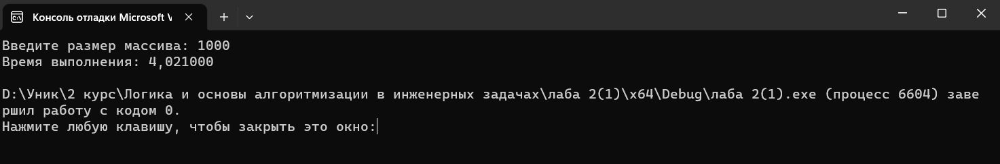 Консоль отладки Microsoft V
Введите размер массива: 1000
Время выполнения: 4,021000
D:\Уник\2 курс\Логика и основы алгоритмизации в инженерных задачах\лаба 2(1)\x64\Debug\лаба 2(1).exe (процесс 6604) заве
ршил работу с кодом 0.
Нажмите любую клавишу, чтобы закрыть это окно: